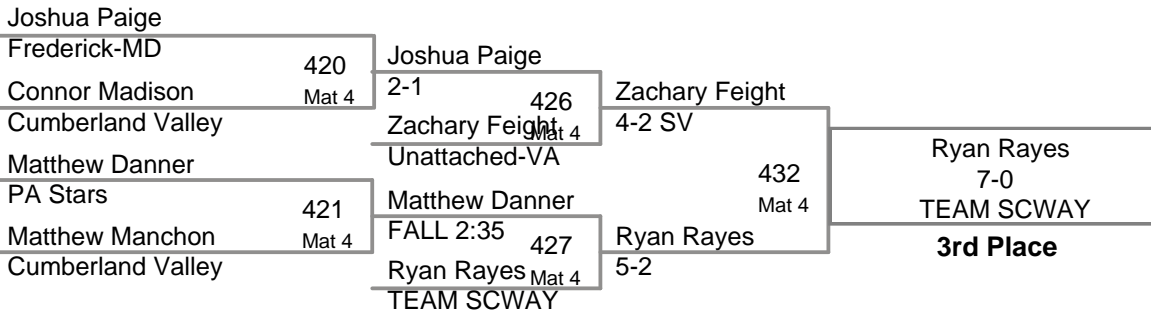 Joshua Paige
Frederick-MD
420
Mat 4
Connor Madison
Cumberland Valley
Matthew Danner
PA Stars
421
Mat 4
Matthew Manchon
Cumberland Valley
Joshua Paige
2-1
426
Mat 4
Zachary Feight
Unattached-VA
Matthew Danner
FALL 2:35
427
Mat 4
Ryan Rayes
TEAM SCWAY
Zachary Feight
4-2 SV
432
Mat 4
Ryan Rayes
5-2
Ryan Rayes
7-0
TEAM SCWAY
3rd Place